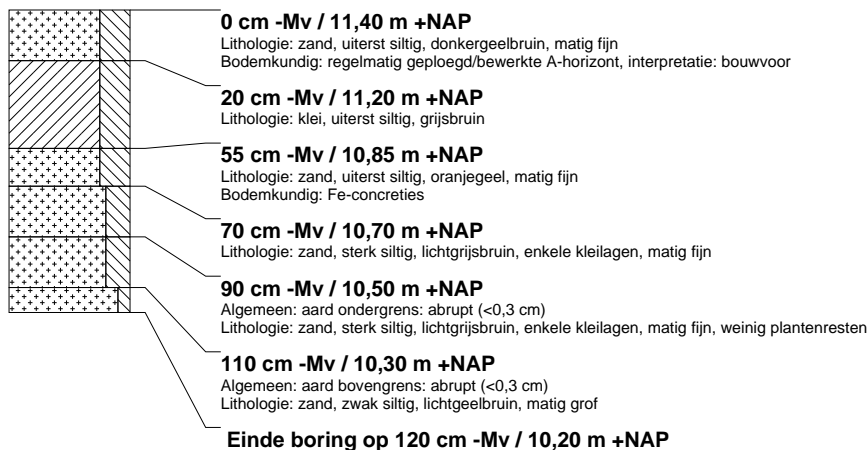 0 cm -Mv / 11,40 m +NAP
Lithologie: zand, uiterst siltig, donkergeelbruin, matig fijn
Bodemkundig: regelmatig geploegd/bewerkte A-horizont, interpretatie: bouwvoor
20 cm -Mv / 11,20 m +NAP
Lithologie: klei, uiterst siltig, grijsbruin
55 cm -Mv / 10,85 m +NAP
Lithologie: zand, uiterst siltig, oranjegeel, matig fijn
Bodemkundig: Fe-concreties
70 cm -Mv / 10,70 m +NAP
Lithologie: zand, sterk siltig, lichtgrijsbruin, enkele kleilagen, matig fijn
90 cm -Mv / 10,50 m +NAP
Algemeen: aard ondergrens: abrupt (<0,3 cm)
Lithologie: zand, sterk siltig, lichtgrijsbruin, enkele kleilagen, matig fijn, weinig plantenresten
110 cm -Mv / 10,30 m +NAP
Algemeen: aard bovengrens: abrupt (<0,3 cm)
Lithologie: zand, zwak siltig, lichtgeelbruin, matig grof
Einde boring op 120 cm -Mv / 10,20 m +NAP